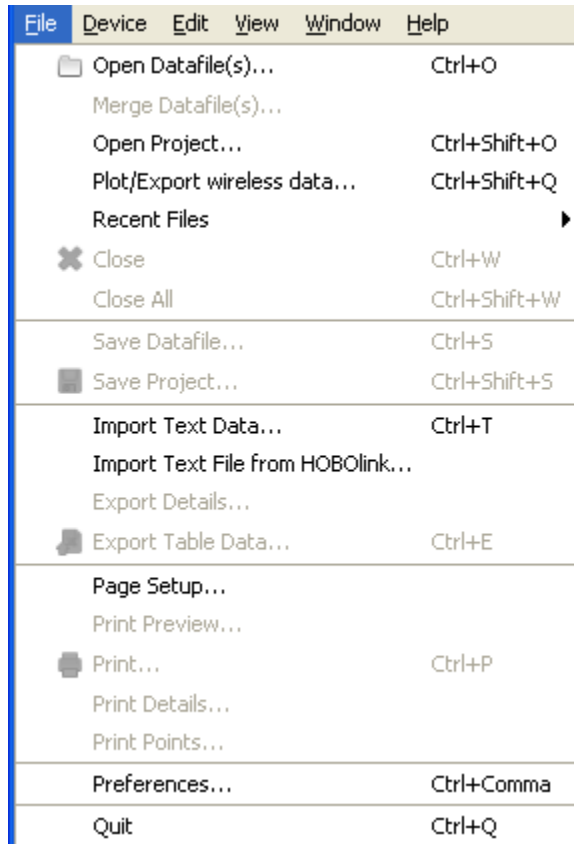 File Device Edit View Window Help
Open Datafile(s)... Ctrl+O
Merge Datafile(s)...
Open Project... Ctrl+Shift+O
Plot/Export wireless data... Ctrl+Shift+Q
Recent Files
Close Ctrl+W
Close All Ctrl+Shift+W
Save Datafile... Ctrl+S
Save Project... Ctrl+Shift+S
Import Text Data... Ctrl+T
Import Text File from HOBOlink...
Export Details...
Export Table Data... Ctrl+E
Page Setup...
Print Preview...
Print... Ctrl+P
Print Details...
Print Points...
Preferences... Ctrl+Comma
Quit Ctrl+Q